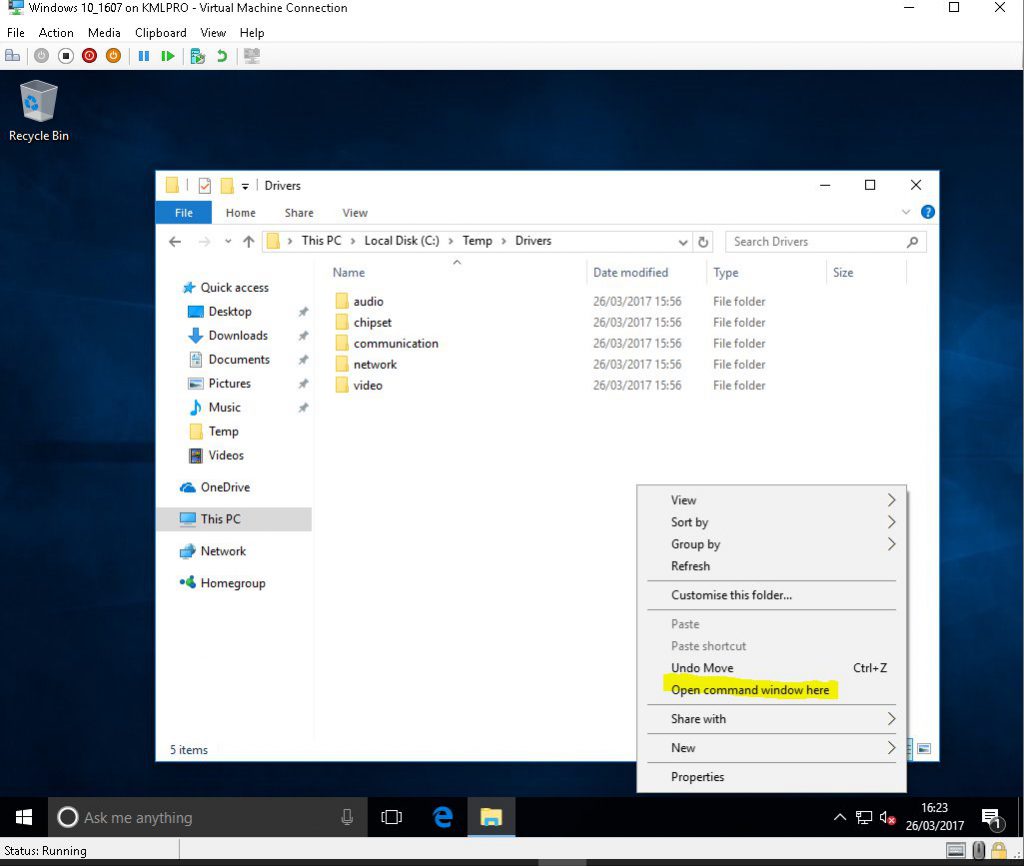 Windows 10_1607 on KMLPRO - Virtual Machine Connection
File Action Media Clipboard View Help
Recycle Bin
Drivers
File Home Share View
This PC Local Disk (C:) Temp Drivers Search Drivers
Name Date modified Type Size
Quick access
Desktop
Downloads
Documents
Pictures
Music
Temp
Videos
OneDrive
This PC
Network
Homegroup
audio 26/03/2017 15:56 File folder
chipset 26/03/2017 15:56 File folder
communication 26/03/2017 15:56 File folder
network 26/03/2017 15:56 File folder
video 26/03/2017 15:56 File folder
View
Sort by
Group by
Refresh
Customise this folder...
Paste
Paste shortcut
Undo Move Ctrl+Z
Open command window here
Share with
New
Properties
5 items
Ask me anything
16:23
26/03/2017
1
Status: Running